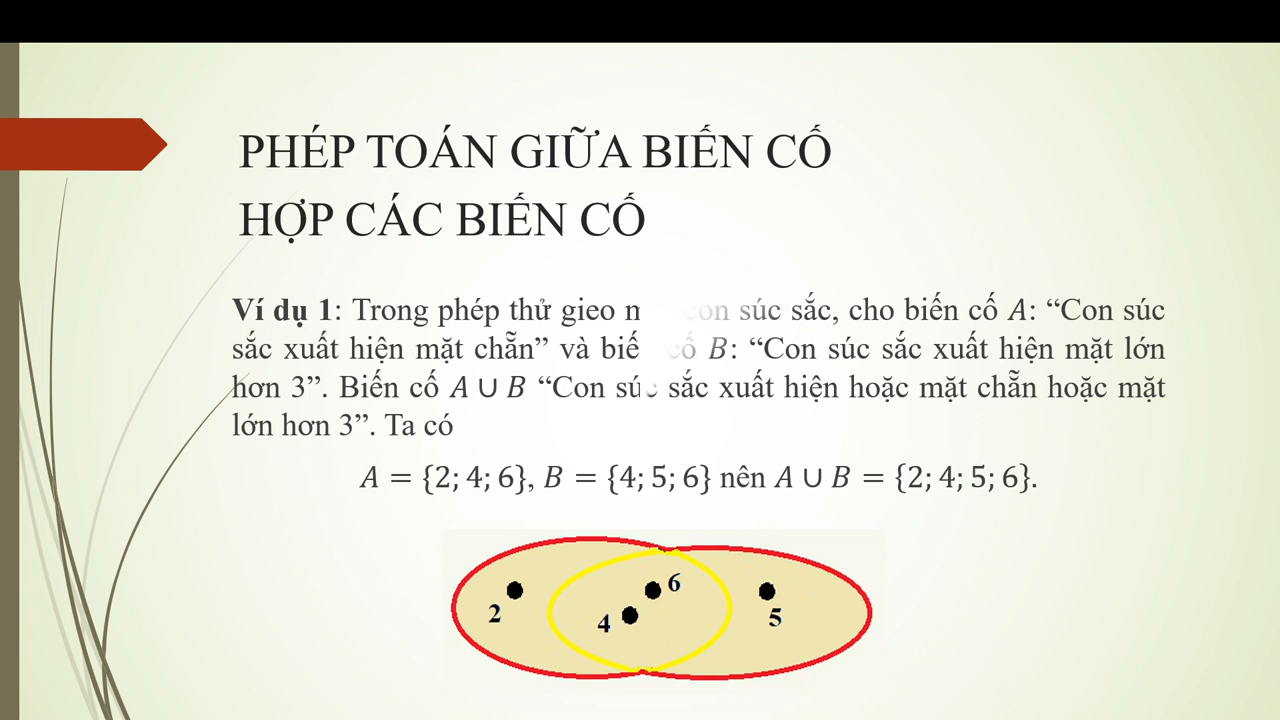 PHÉP TOÁN GIỮA BIẾN CỐ
HỢP CÁC BIẾN CỐ
Ví dụ 1: Trong phép thử gieo con súc sắc, cho biến cố A: “Con súc
sắc xuất hiện mặt chẵn” và cố B: “Con súc sắc xuất hiện mặt lớn
hơn 3”. Biến cố A ∪ B “Con súc sắc xuất hiện hoặc mặt chẵn hoặc mặt
lớn hơn 3”. Ta có
A = {2; 4; 6}, B = {4; 5; 6} nên A ∪ B = {2; 4; 5; 6}.
6
2
4
5